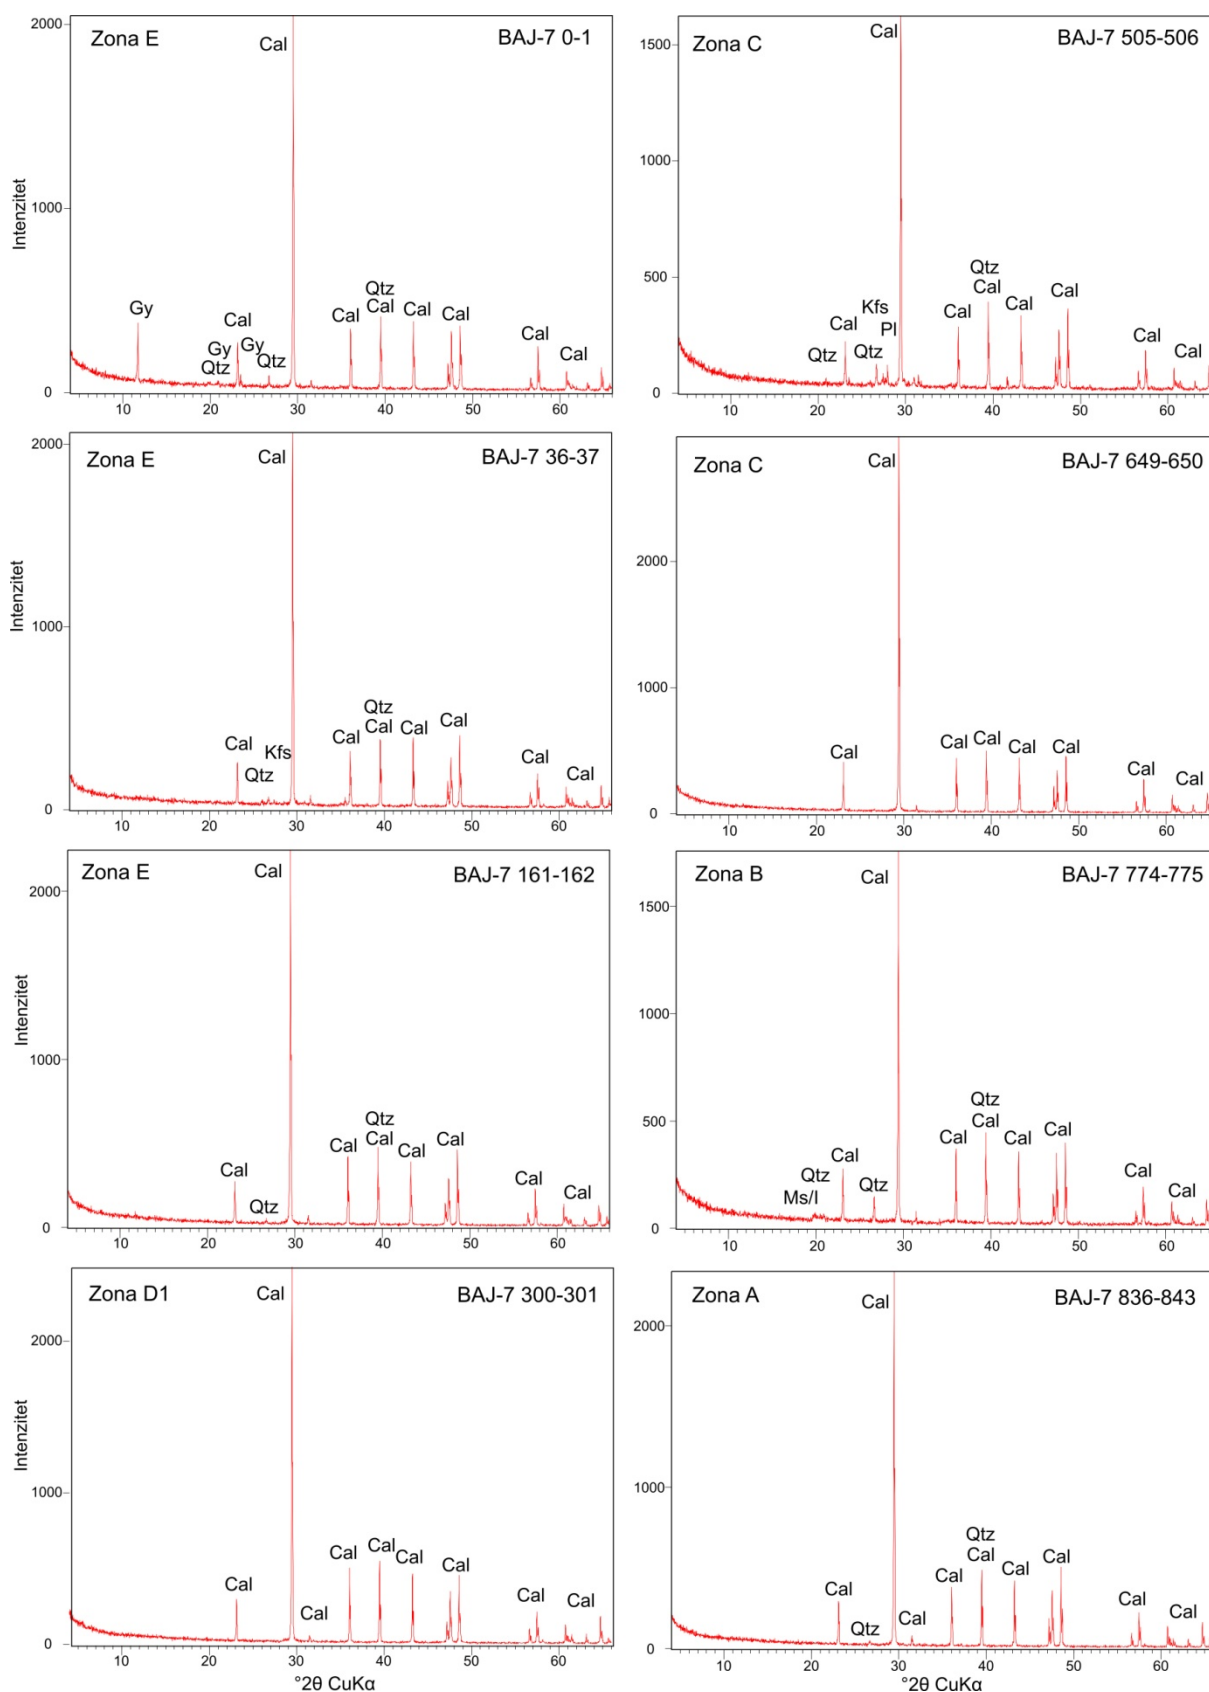 Zona E
BAJ-7 0-1
Cal
2000
1000
0
Intenzitet
Gy
Cal
Gy
Gy
Qtz
Qtz
Cal
Qtz
Cal
Cal
Cal
Cal
Cal
10 20 30 40 50 60
Zona C
BAJ-7 505-506
Cal
1500
1000
500
0
Qtz
Cal
Qtz
Kfs
Pl
Cal
Qtz
Cal
Cal
Cal
Cal
Cal
10 20 30 40 50 60
Zona E
BAJ-7 36-37
Cal
2000
1000
0
Intenzitet
Cal
Qtz
Kfs
Cal
Qtz
Cal
Cal
Cal
Cal
Cal
10 20 30 40 50 60
Zona C
BAJ-7 649-650
Cal
2000
1000
0
Cal
Cal
Cal
Cal
Cal
Cal
Cal
10 20 30 40 50 60
Zona E
BAJ-7 161-162
Cal
2000
1000
0
Intenzitet
Cal
Qtz
Cal
Qtz
Cal
Cal
Cal
Cal
Cal
10 20 30 40 50 60
Zona B
BAJ-7 774-775
Cal
1500
1000
500
0
Ms/I
Qtz
Cal
Qtz
Cal
Qtz
Cal
Cal
Cal
Cal
Cal
10 20 30 40 50 60
Zona D1
BAJ-7 300-301
Cal
2000
1000
0
Intenzitet
Cal
Cal
Cal
Cal
Cal
Cal
Cal
Cal
10 20 30 40 50 60
°2θ CuKα
Zona A
BAJ-7 836-843
Cal
2000
1000
0
Cal
Qtz
Cal
Cal
Qtz
Cal
Cal
Cal
Cal
Cal
10 20 30 40 50 60
°2θ CuKα